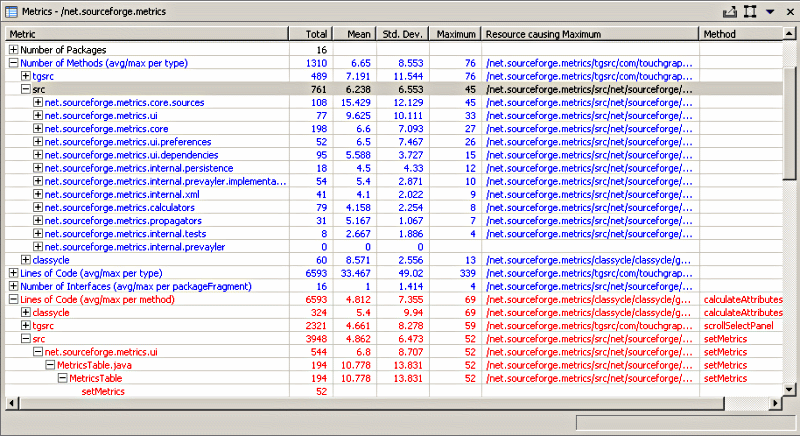 Metrics - /net.sourceforge.metrics
Metric Total Mean Std. Dev. Maximum Resource causing Maximum Method
Number of Packages 16
Number of Methods (avg/max per type) 1310 6.65 8.553 76 /net.sourceforge.metrics/tgsrc/com/touchgrap...
tgsrc 489 7.191 11.544 76 /net.sourceforge.metrics/tgsrc/com/touchgrap...
src 761 6.238 6.553 45 /net.sourceforge.metrics/src/net/sourceforge/...
net.sourceforge.metrics.core.sources 108 15.429 12.129 45 /net.sourceforge.metrics/src/net/sourceforge/...
net.sourceforge.metrics.ui 77 9.625 10.111 33 /net.sourceforge.metrics/src/net/sourceforge/...
net.sourceforge.metrics.core 198 6.6 7.093 27 /net.sourceforge.metrics/src/net/sourceforge/...
net.sourceforge.metrics.ui.preferences 52 6.5 7.467 26 /net.sourceforge.metrics/src/net/sourceforge/...
net.sourceforge.metrics.ui.dependencies 95 5.588 3.727 15 /net.sourceforge.metrics/src/net/sourceforge/...
net.sourceforge.metrics.internal.persistence 18 4.5 4.33 12 /net.sourceforge.metrics/src/net/sourceforge/...
net.sourceforge.metrics.internal.prevayler.implementa... 54 5.4 2.871 10 /net.sourceforge.metrics/src/net/sourceforge/...
net.sourceforge.metrics.internal.xml 41 4.1 2.022 9 /net.sourceforge.metrics/src/net/sourceforge/...
net.sourceforge.metrics.calculators 79 4.158 2.254 8 /net.sourceforge.metrics/src/net/sourceforge/...
net.sourceforge.metrics.propagators 31 5.167 1.067 7 /net.sourceforge.metrics/src/net/sourceforge/...
net.sourceforge.metrics.internal.tests 8 2.667 1.886 4 /net.sourceforge.metrics/src/net/sourceforge/...
net.sourceforge.metrics.internal.prevayler 0 0 0
classycle 60 8.571 2.556 13 /net.sourceforge.metrics/classycle/classycle/g...
Lines of Code (avg/max per type) 6593 33.467 49.02 339 /net.sourceforge.metrics/tgsrc/com/touchgrap...
Number of Interfaces (avg/max per packageFragment) 16 1 1.414 4 /net.sourceforge.metrics/src/net/sourceforge/...
Lines of Code (avg/max per method) 6593 4.812 7.355 69 /net.sourceforge.metrics/classycle/classycle/g... calculateAttributes
classycle 324 5.4 9.94 69 /net.sourceforge.metrics/classycle/classycle/g... calculateAttributes
tgsrc 2321 4.661 8.278 59 /net.sourceforge.metrics/tgsrc/com/touchgrap... scrollSelectPanel
src 3948 4.862 6.473 52 /net.sourceforge.metrics/src/net/sourceforge/... setMetrics
net.sourceforge.metrics.ui 544 6.8 8.707 52 /net.sourceforge.metrics/src/net/sourceforge/... setMetrics
MetricsTable.java 194 10.778 13.831 52 /net.sourceforge.metrics/src/net/sourceforge/... setMetrics
MetricsTable 194 10.778 13.831 52 /net.sourceforge.metrics/src/net/sourceforge/... setMetrics
setMetrics 52